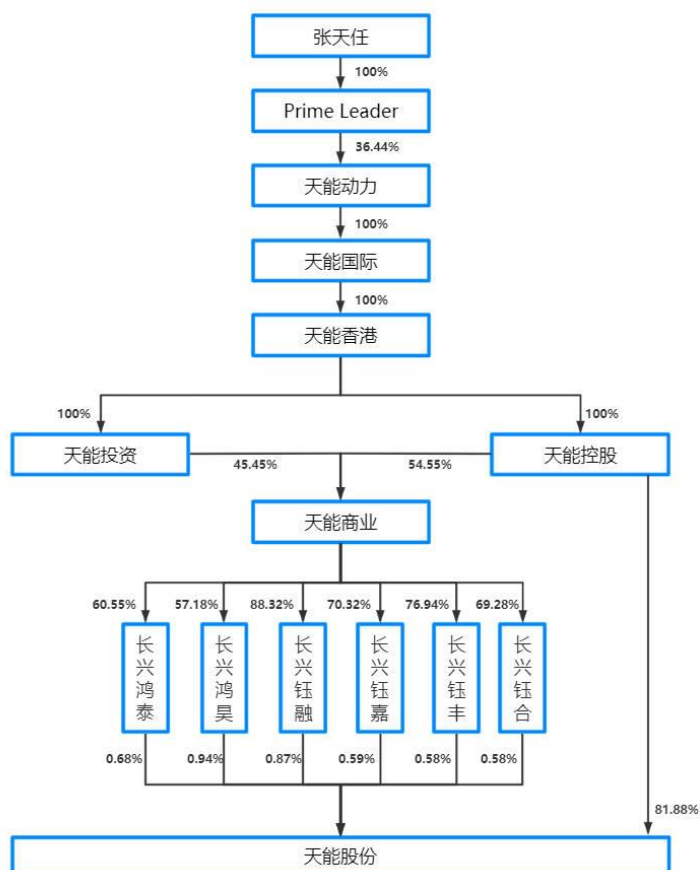 张天任
100%
Prime Leader
36.44%
天能动力
100%
天能国际
100%
天能香港
100%
100%
天能投资
天能控股
45.45%
54.55%
天能商业
60.55%
57.18%
88.32%
70.32%
76.94%
69.28%
长兴鸿泰
长兴鸿昊
长兴钰融
长兴钰嘉
长兴钰丰
长兴钰合
0.68%
0.94%
0.87%
0.59%
0.58%
0.58%
81.88%
天能股份